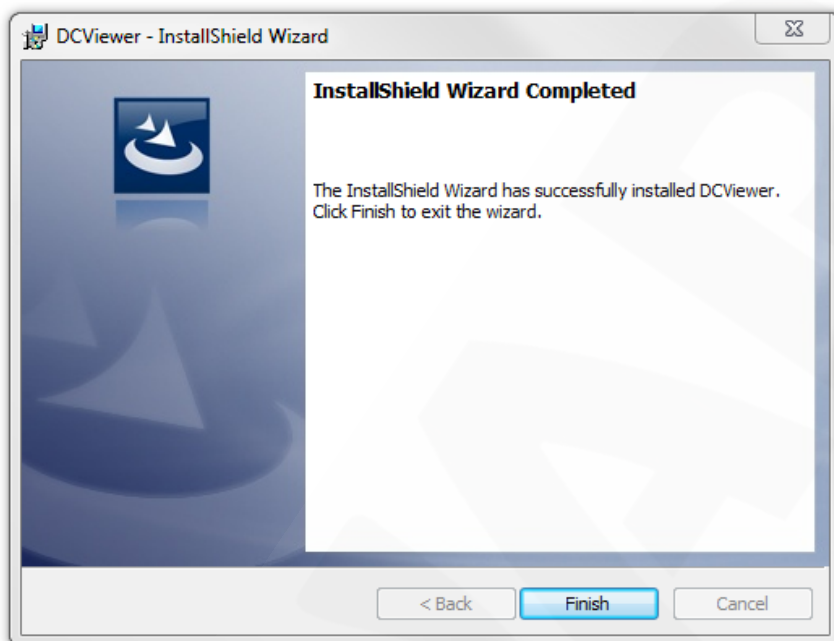 DCViewer - InstallShield Wizard
InstallShield Wizard Completed
The InstallShield Wizard has successfully installed DCViewer.
Click Finish to exit the wizard.
< Back
Finish
Cancel